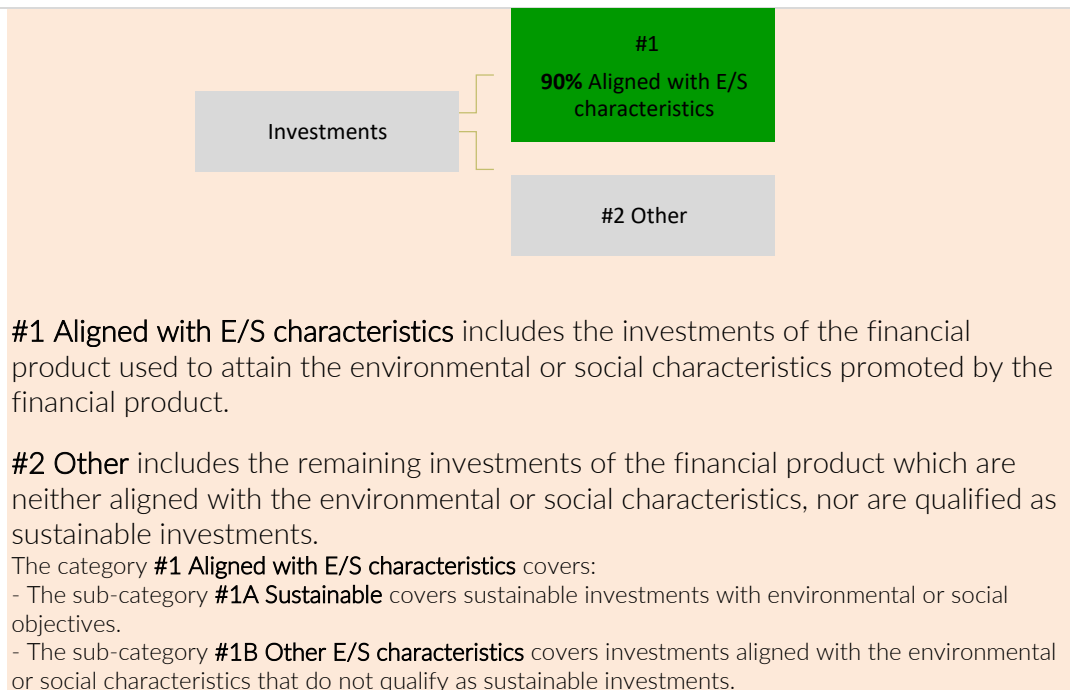 #1
90% Aligned with E/S
characteristics
Investments
#2 Other
#1 Aligned with E/S characteristics includes the investments of the financial
product used to attain the environmental or social characteristics promoted by the
financial product.
#2 Other includes the remaining investments of the financial product which are
neither aligned with the environmental or social characteristics, nor are qualified as
sustainable investments.
The category #1 Aligned with E/S characteristics covers:
- The sub-category #1A Sustainable covers sustainable investments with environmental or social
objectives.
- The sub-category #1B Other E/S characteristics covers investments aligned with the environmental
or social characteristics that do not qualify as sustainable investments.